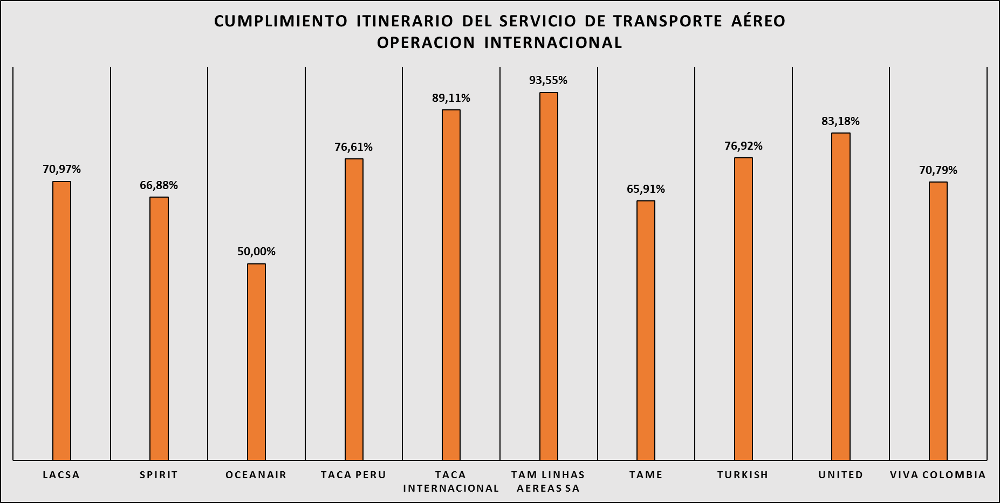 CUMPLIMIENTO ITINERARIO DEL SERVICIO DE TRANSPORTE AÉREO
OPERACION INTERNACIONAL
70,97%
66,88%
50,00%
76,61%
89,11%
93,55%
65,91%
76,92%
83,18%
70,79%
LACSA
SPIRIT
OCEANAIR
TACA PERU
TACA
INTERNACIONAL
TAM LINHAS
AEREAS SA
TAME
TURKISH
UNITED
VIVA COLOMBIA